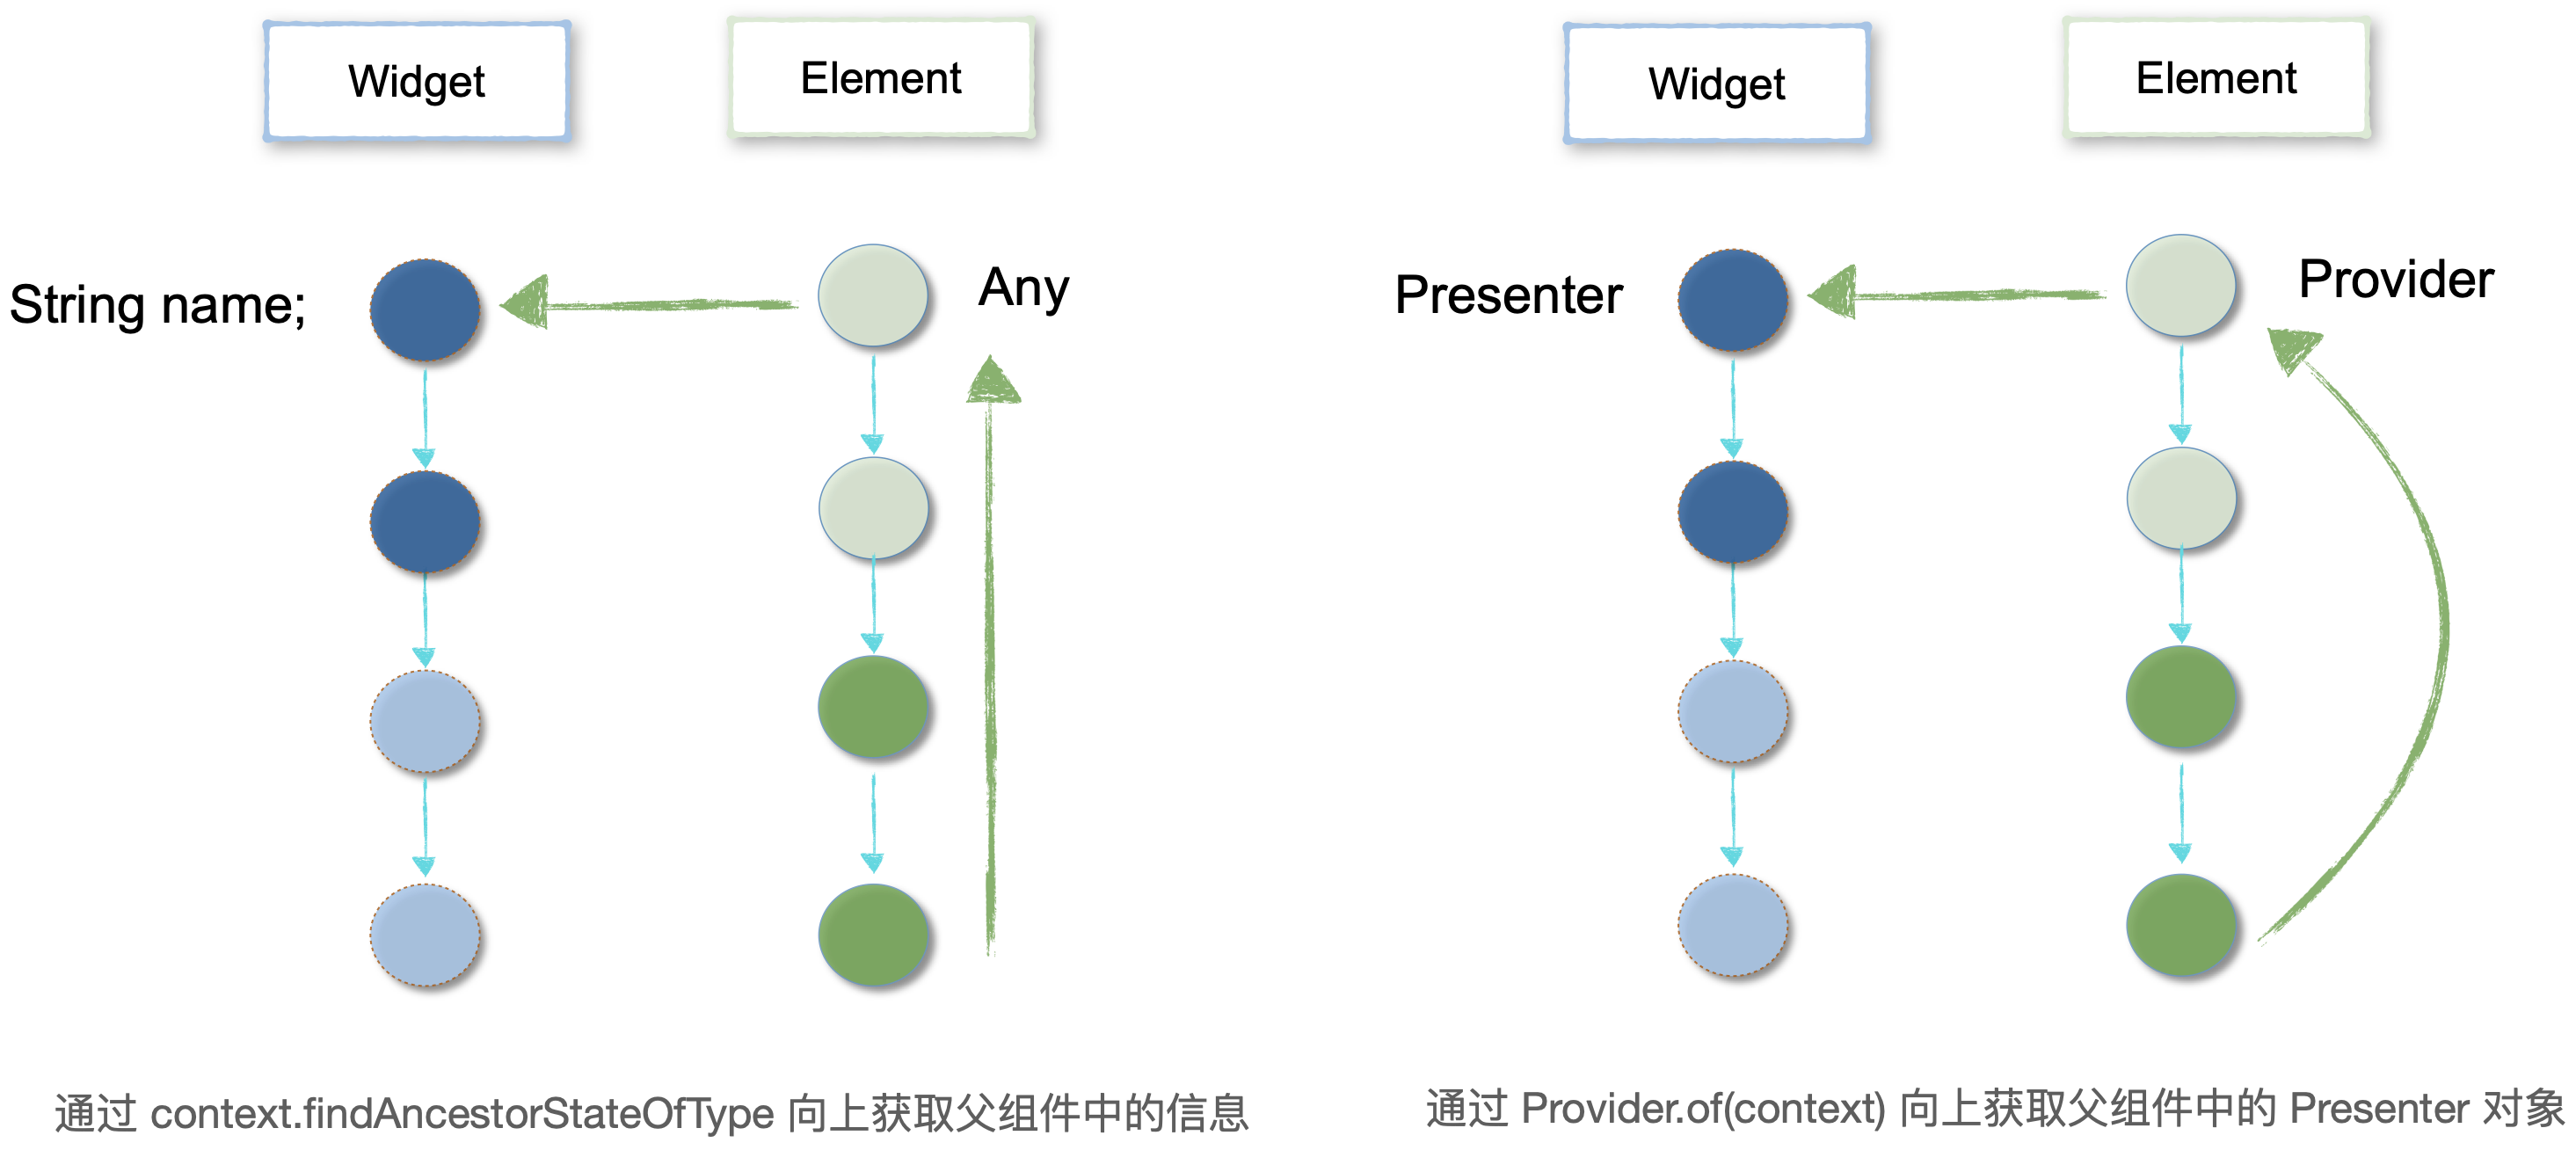 Widget
Element
String name;
Any
通过 context.findAncestorStateOfType 向上获取父组件中的信息
Widget
Element
Presenter
Provider
通过 Provider.of(context) 向上获取父组件中的 Presenter 对象